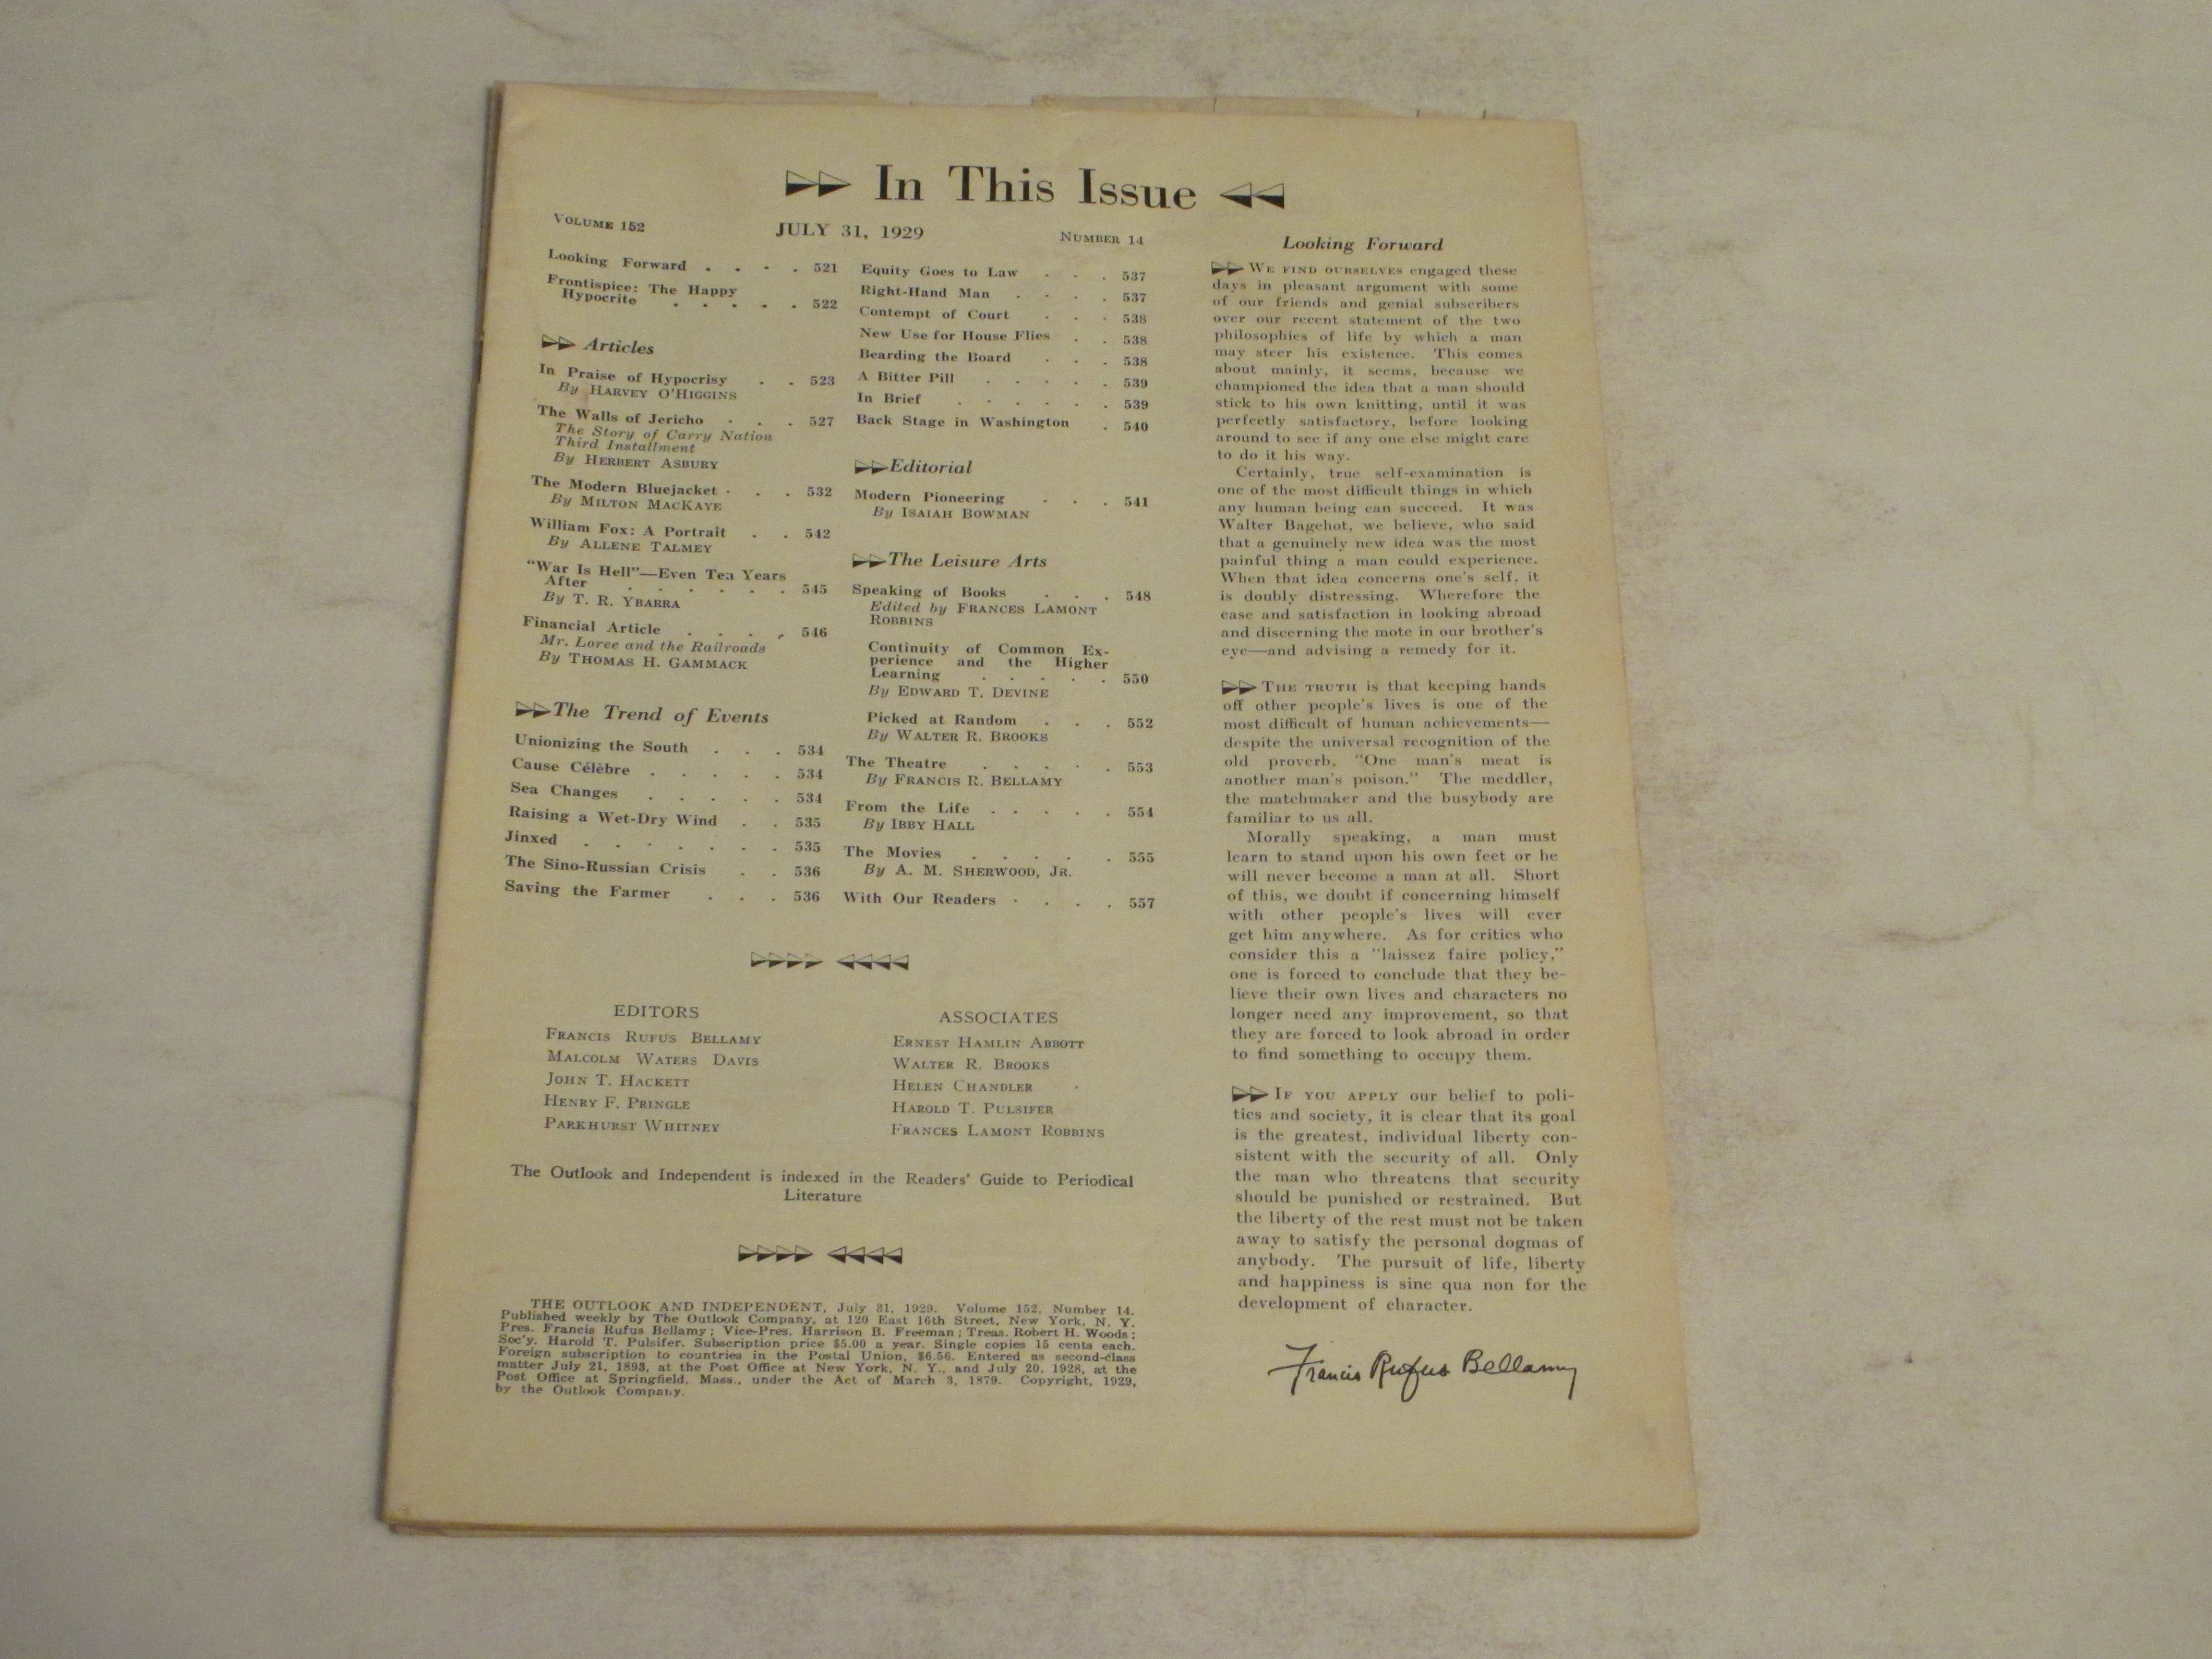 In This Issue
VOLUME 152
JULY 31, 1929
NUMBER 14
Looking Forward . . . . 521
Frontispice: The Happy
Hypocrite . . . . . 522
Articles
In Praise of Hypocrisy . . 523
By HARVEY O'HIGGINS
The Walls of Jericho . . . 527
The Story of Carry Nation
Third Installment
By HERBERT ASBURY
The Modern Bluejacket . . . 532
By MILTON MACKAYE
William Fox: A Portrait . . 542
By ALLENE TALMEY
"War Is Hell"—Even Ten Years
After . . . . . . 545
By T. R. YBARRA
Financial Article . . . . 546
Mr. Loree and the Railroads
By THOMAS H. GAMMACK
The Trend of Events
Unionizing the South . . . 534
Cause Célèbre . . . . . 534
Sea Changes . . . . . 534
Raising a Wet-Dry Wind . . 535
Jinxed . . . . . . . 535
The Sino-Russian Crisis . . 536
Saving the Farmer . . . 536
Equity Goes to Law . . . 537
Right-Hand Man . . . . 537
Contempt of Court . . . 538
New Use for House Flies . . 538
Bearding the Board . . . 538
A Bitter Pill . . . . . 539
In Brief . . . . . . 539
Back Stage in Washington . 540
Editorial
Modern Pioneering . . . 541
By ISAIAH BOWMAN
The Leisure Arts
Speaking of Books . . . 548
Edited by FRANCES LAMONT
ROBBINS
Continuity of Common Ex-
perience and the Higher
Learning . . . . . 550
By EDWARD T. DEVINE
Picked at Random . . . 552
By WALTER R. BROOKS
The Theatre . . . . . 553
By FRANCIS R. BELLAMY
From the Life . . . . . 554
By IBBY HALL
The Movies . . . . . 555
By A. M. SHERWOOD, JR.
With Our Readers . . . . 557
EDITORS
FRANCIS RUFUS BELLAMY
MALCOLM WATERS DAVIS
JOHN T. HACKETT
HENRY F. PRINGLE
PARKHURST WHITNEY
ASSOCIATES
ERNEST HAMLIN ABBOTT
WALTER R. BROOKS
HELEN CHANDLER
HAROLD T. PULSIFER
FRANCES LAMONT ROBBINS
The Outlook and Independent is indexed in the Readers' Guide to Periodical
Literature
THE OUTLOOK AND INDEPENDENT, July 31, 1929. Volume 152, Number 14.
Published weekly by The Outlook Company, at 120 East 16th Street, New York, N. Y.
Pres. Francis Rufus Bellamy; Vice-Pres. Harrison B. Freeman; Treas. Robert H. Woods;
Sec'y. Harold T. Pulsifer. Subscription price $5.00 a year. Single copies 15 cents each.
Foreign subscription to countries in the Postal Union, $6.56. Entered as second-class
matter July 21, 1893, at the Post Office at New York, N. Y., and July 20, 1928, at the
Post Office at Springfield, Mass., under the Act of March 3, 1879. Copyright, 1929,
by the Outlook Company.
Looking Forward
WE FIND OURSELVES engaged these
days in pleasant argument with some
of our friends and genial subscribers
over our recent statement of the two
philosophies of life by which a man
may steer his existence. This comes
about mainly, it seems, because we
championed the idea that a man should
stick to his own knitting, until it was
perfectly satisfactory, before looking
around to see if any one else might care
to do it his way.
Certainly, true self-examination is
one of the most difficult things in which
any human being can succeed. It was
Walter Bagehot, we believe, who said
that a genuinely new idea was the most
painful thing a man could experience.
When that idea concerns one's self, it
is doubly distressing. Wherefore the
ease and satisfaction in looking abroad
and discerning the mote in our brother's
eye—and advising a remedy for it.
THE TRUTH is that keeping hands
off other people's lives is one of the
most difficult of human achievements—
despite the universal recognition of the
old proverb, "One man's meat is
another man's poison." The meddler,
the matchmaker and the busybody are
familiar to us all.
Morally speaking, a man must
learn to stand upon his own feet or he
will never become a man at all. Short
of this, we doubt if concerning himself
with other people's lives will ever
get him anywhere. As for critics who
consider this a "laissez faire policy,"
one is forced to conclude that they be-
lieve their own lives and characters no
longer need any improvement, so that
they are forced to look abroad in order
to find something to occupy them.
IF YOU APPLY our belief to poli-
tics and society, it is clear that its goal
is the greatest, individual liberty con-
sistent with the security of all. Only
the man who threatens that security
should be punished or restrained. But
the liberty of the rest must not be taken
away to satisfy the personal dogmas of
anybody. The pursuit of life, liberty
and happiness is sine qua non for the
development of character.
Francis Rufus Bellamy